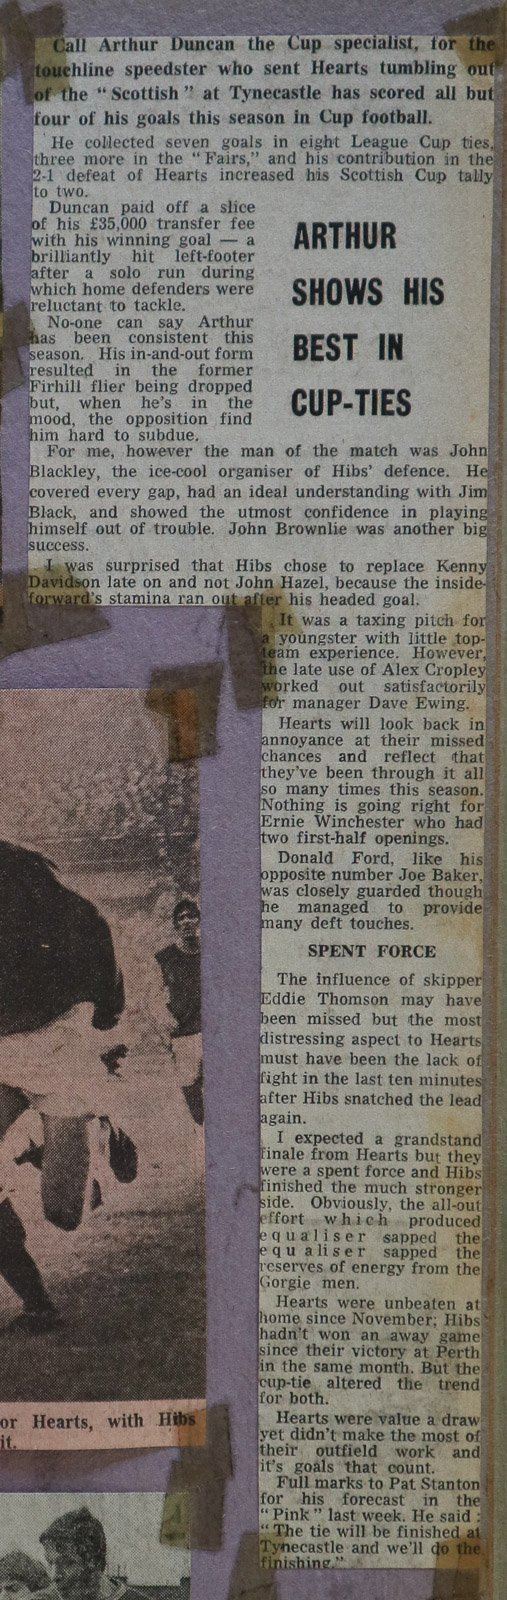 Call Arthur Duncan the Cup specialist, for the
touchline speedster who sent Hearts tumbling out
of the "Scottish" at Tynecastle has scored all but
four of his goals this season in Cup football.
He collected seven goals in eight League Cup ties,
three more in the "Fairs," and his contribution in the
2-1 defeat of Hearts increased his Scottish Cup tally
to two.
Duncan paid off a slice
of his £35,000 transfer fee
with his winning goal — a
brilliantly hit left-footer
after a solo run during
which home defenders were
reluctant to tackle.
No-one can say Arthur
has been consistent this
season. His in-and-out form
resulted in the former
Firhill flier being dropped
but, when he's in the
mood, the opposition find
him hard to subdue.
ARTHUR
SHOWS HIS
BEST IN
CUP-TIES
For me, however the man of the match was John
Blackley, the ice-cool organiser of Hibs' defence. He
covered every gap, had an ideal understanding with Jim
Black, and showed the utmost confidence in playing
himself out of trouble. John Brownlie was another big
success.
I was surprised that Hibs chose to replace Kenny
Davidson late on and not John Hazel, because the inside-
forward's stamina ran out after his headed goal.
It was a taxing pitch for
a youngster with little top-
team experience. However,
the late use of Alex Cropley
worked out satisfactorily
for manager Dave Ewing.
Hearts will look back in
annoyance at their missed
chances and reflect that
they've been through it all
so many times this season.
Nothing is going right for
Ernie Winchester who had
two first-half openings.
Donald Ford, like his
opposite number Joe Baker,
was closely guarded though
he managed to provide
many deft touches.
SPENT FORCE
The influence of skipper
Eddie Thomson may have
been missed but the most
distressing aspect to Hearts
must have been the lack of
fight in the last ten minutes
after Hibs snatched the lead
again.
I expected a grandstand
finale from Hearts but they
were a spent force and Hibs
finished the much stronger
side. Obviously, the all-out
effort which produced
equaliser sapped the
equaliser sapped the
reserves of energy from the
Gorgie men.
Hearts were unbeaten at
home since November; Hibs
hadn't won an away game
since their victory at Perth
in the same month. But the
cup-tie altered the trend
for both.
Hearts were value a draw
yet didn't make the most of
their outfield work and
it's goals that count.
Full marks to Pat Stanton
for his forecast in the
"Pink" last week. He said :
"The tie will be finished at
Tynecastle and we'll do the
finishing."
or Hearts, with Hibs
it.